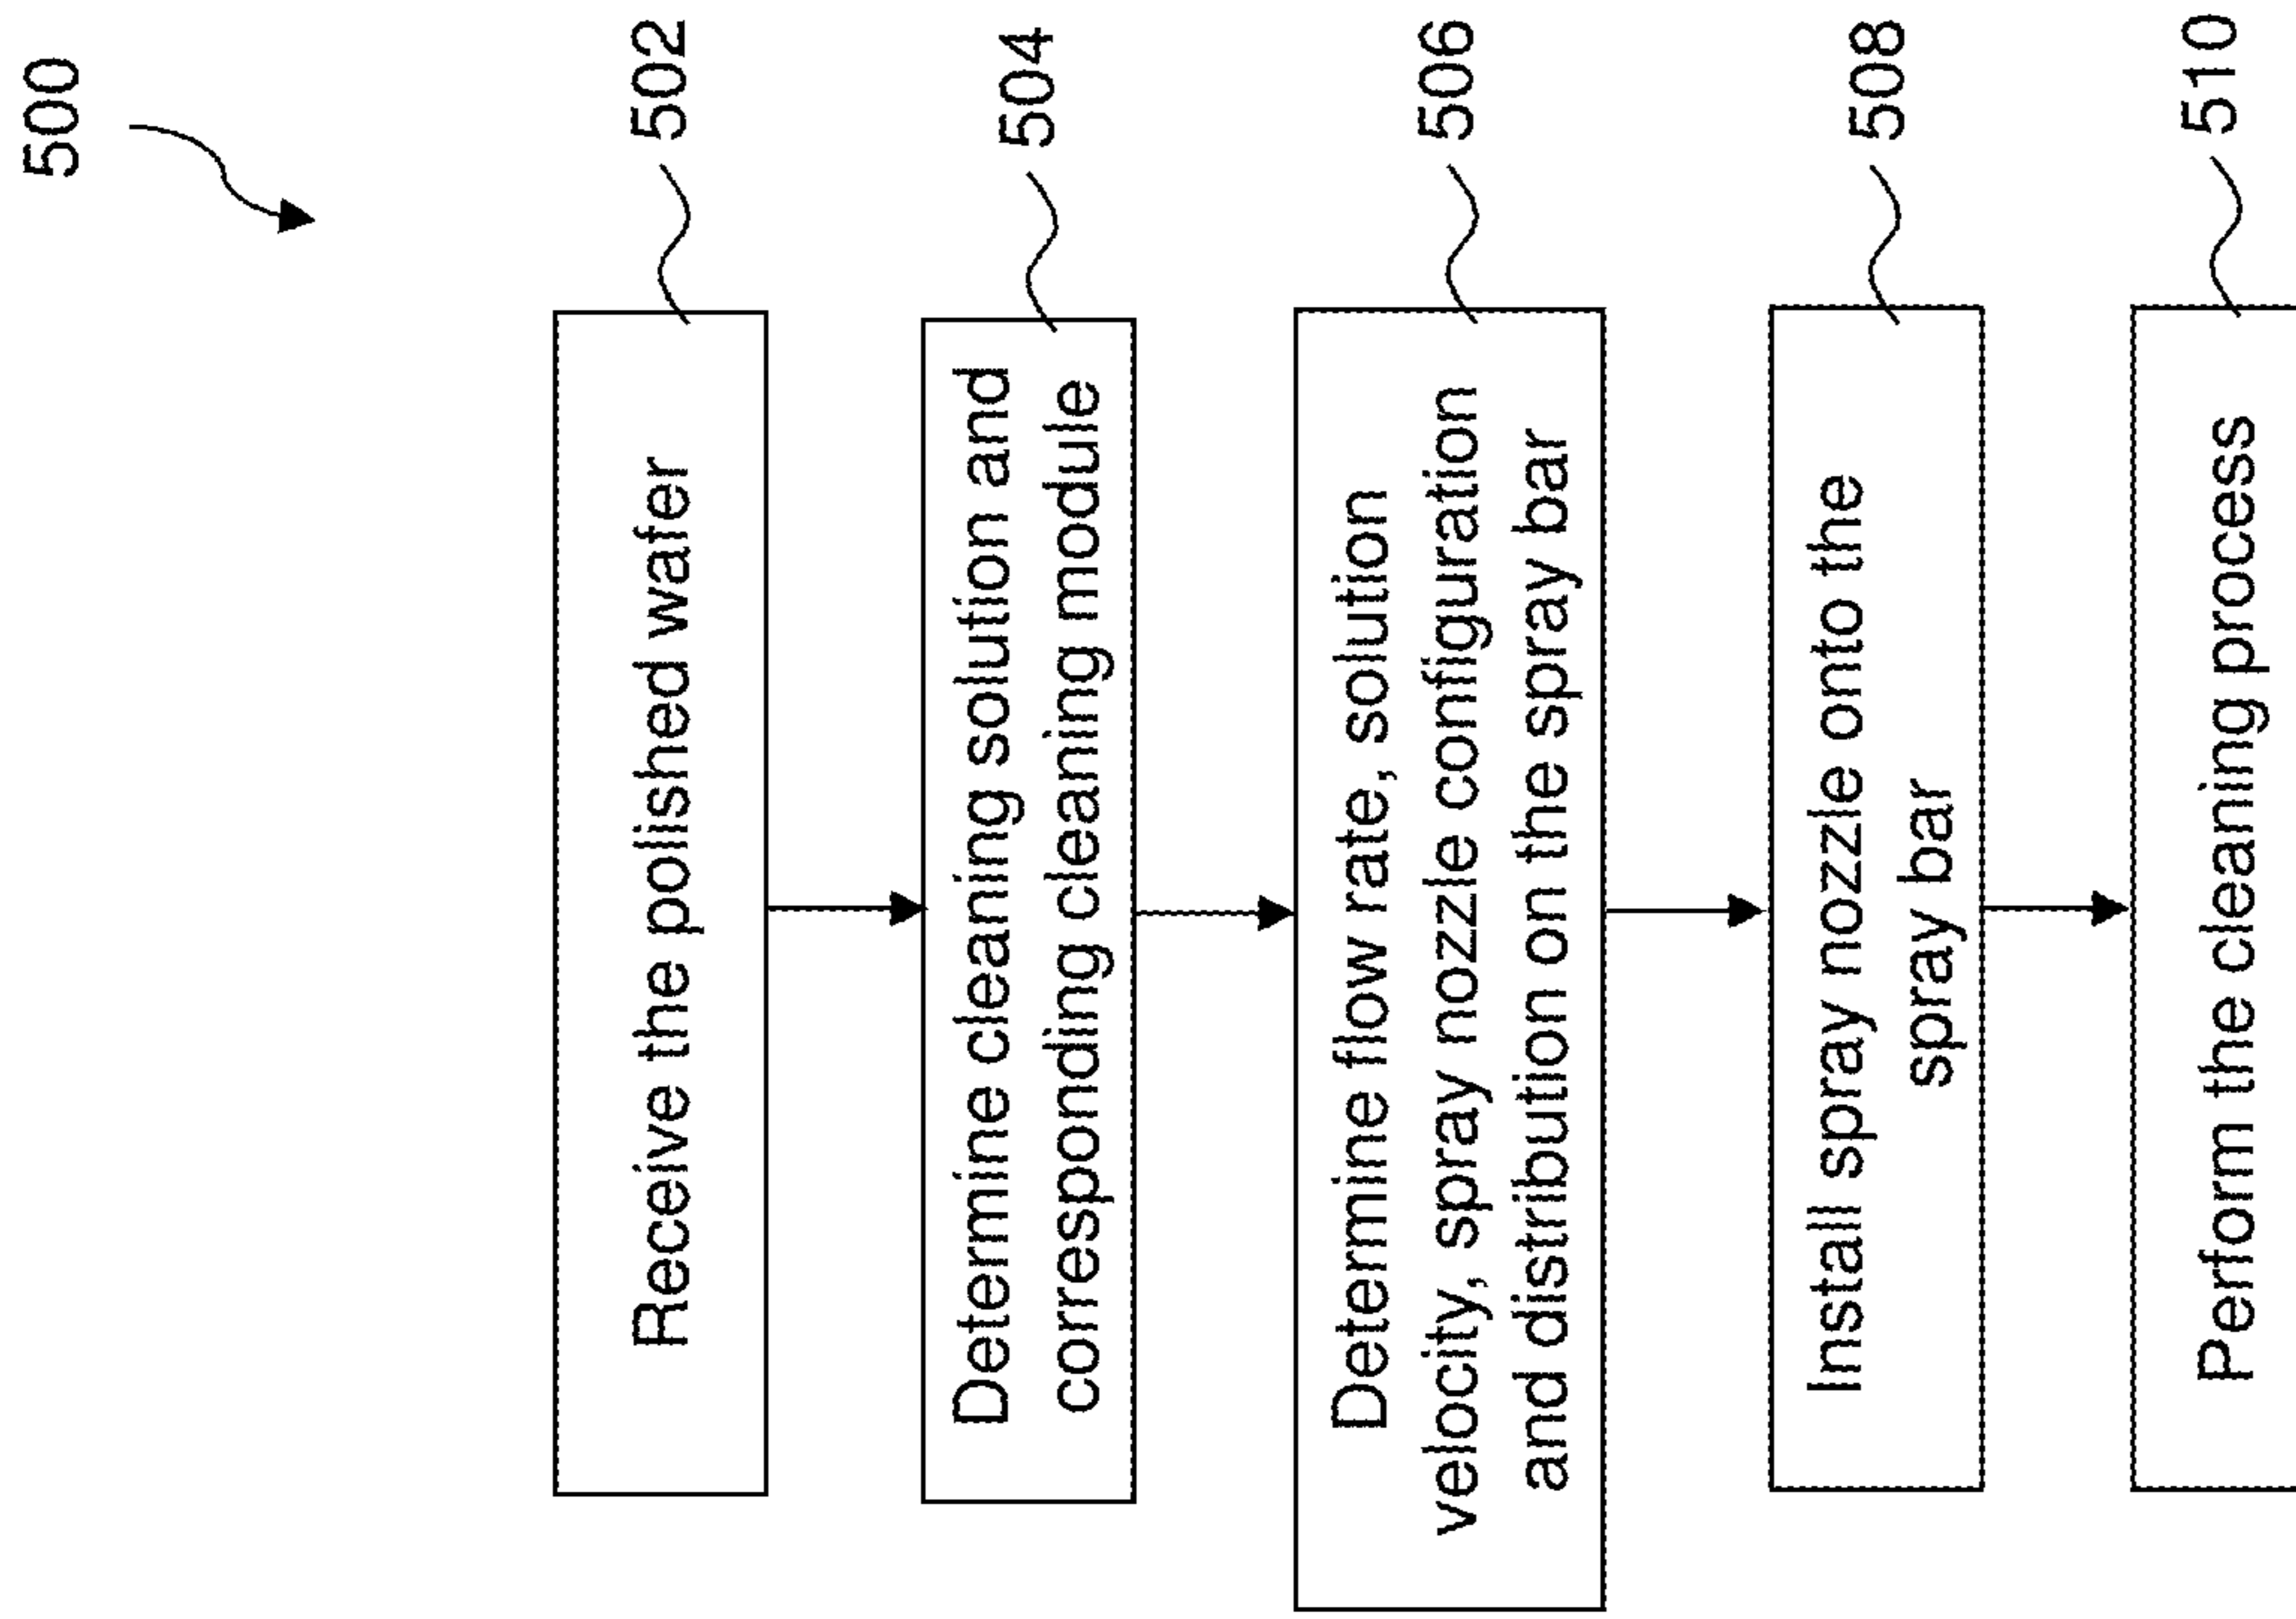 500
Receive the polished wafer
502
Determine cleaning solution and
corresponding cleaning module
504
Determine flow rate, solution
velocity, spray nozzle configuration
and distribution on the spray bar
506
Install spray nozzle onto the
spray bar
508
Perform the cleaning process
510